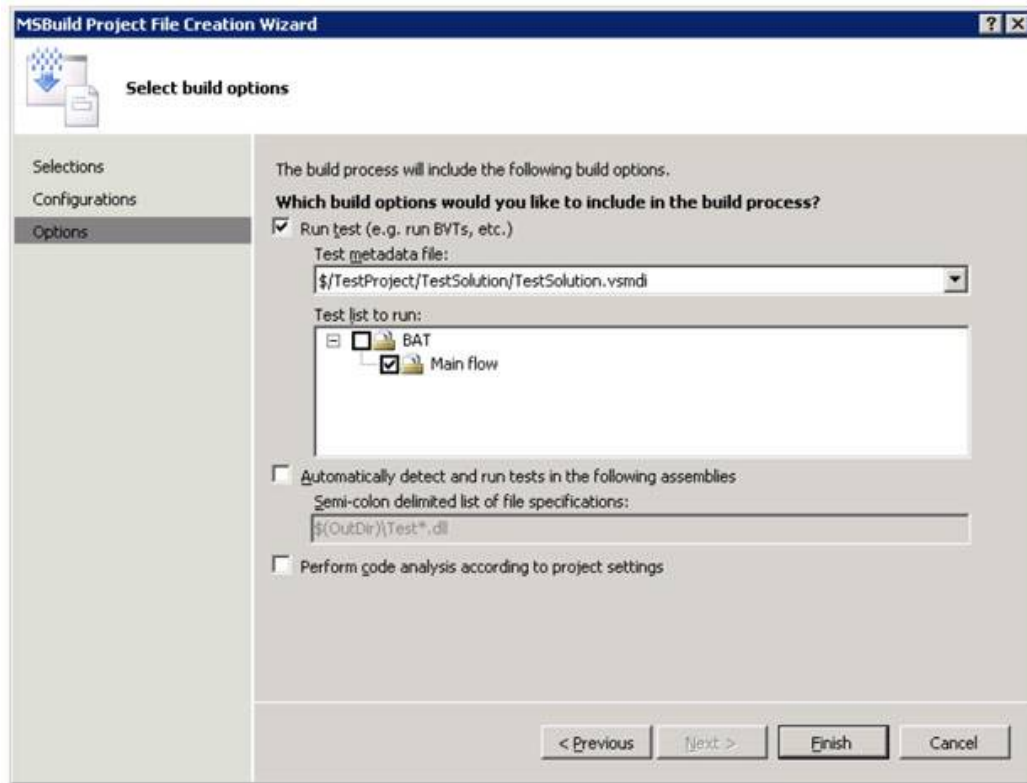 MSBuild Project File Creation Wizard
Select build options
Selections
Configurations
Options
The build process will include the following build options.
Which build options would you like to include in the build process?
Run test (e.g. run BVTs, etc.)
Test metadata file:
$/TestProject/TestSolution/TestSolution.vsmdi
Test list to run:
BAT
Main flow
Automatically detect and run tests in the following assemblies
Semi-colon delimited list of file specifications:
$(OutDir)\Test*.dll
Perform code analysis according to project settings
< Previous
Next >
Finish
Cancel